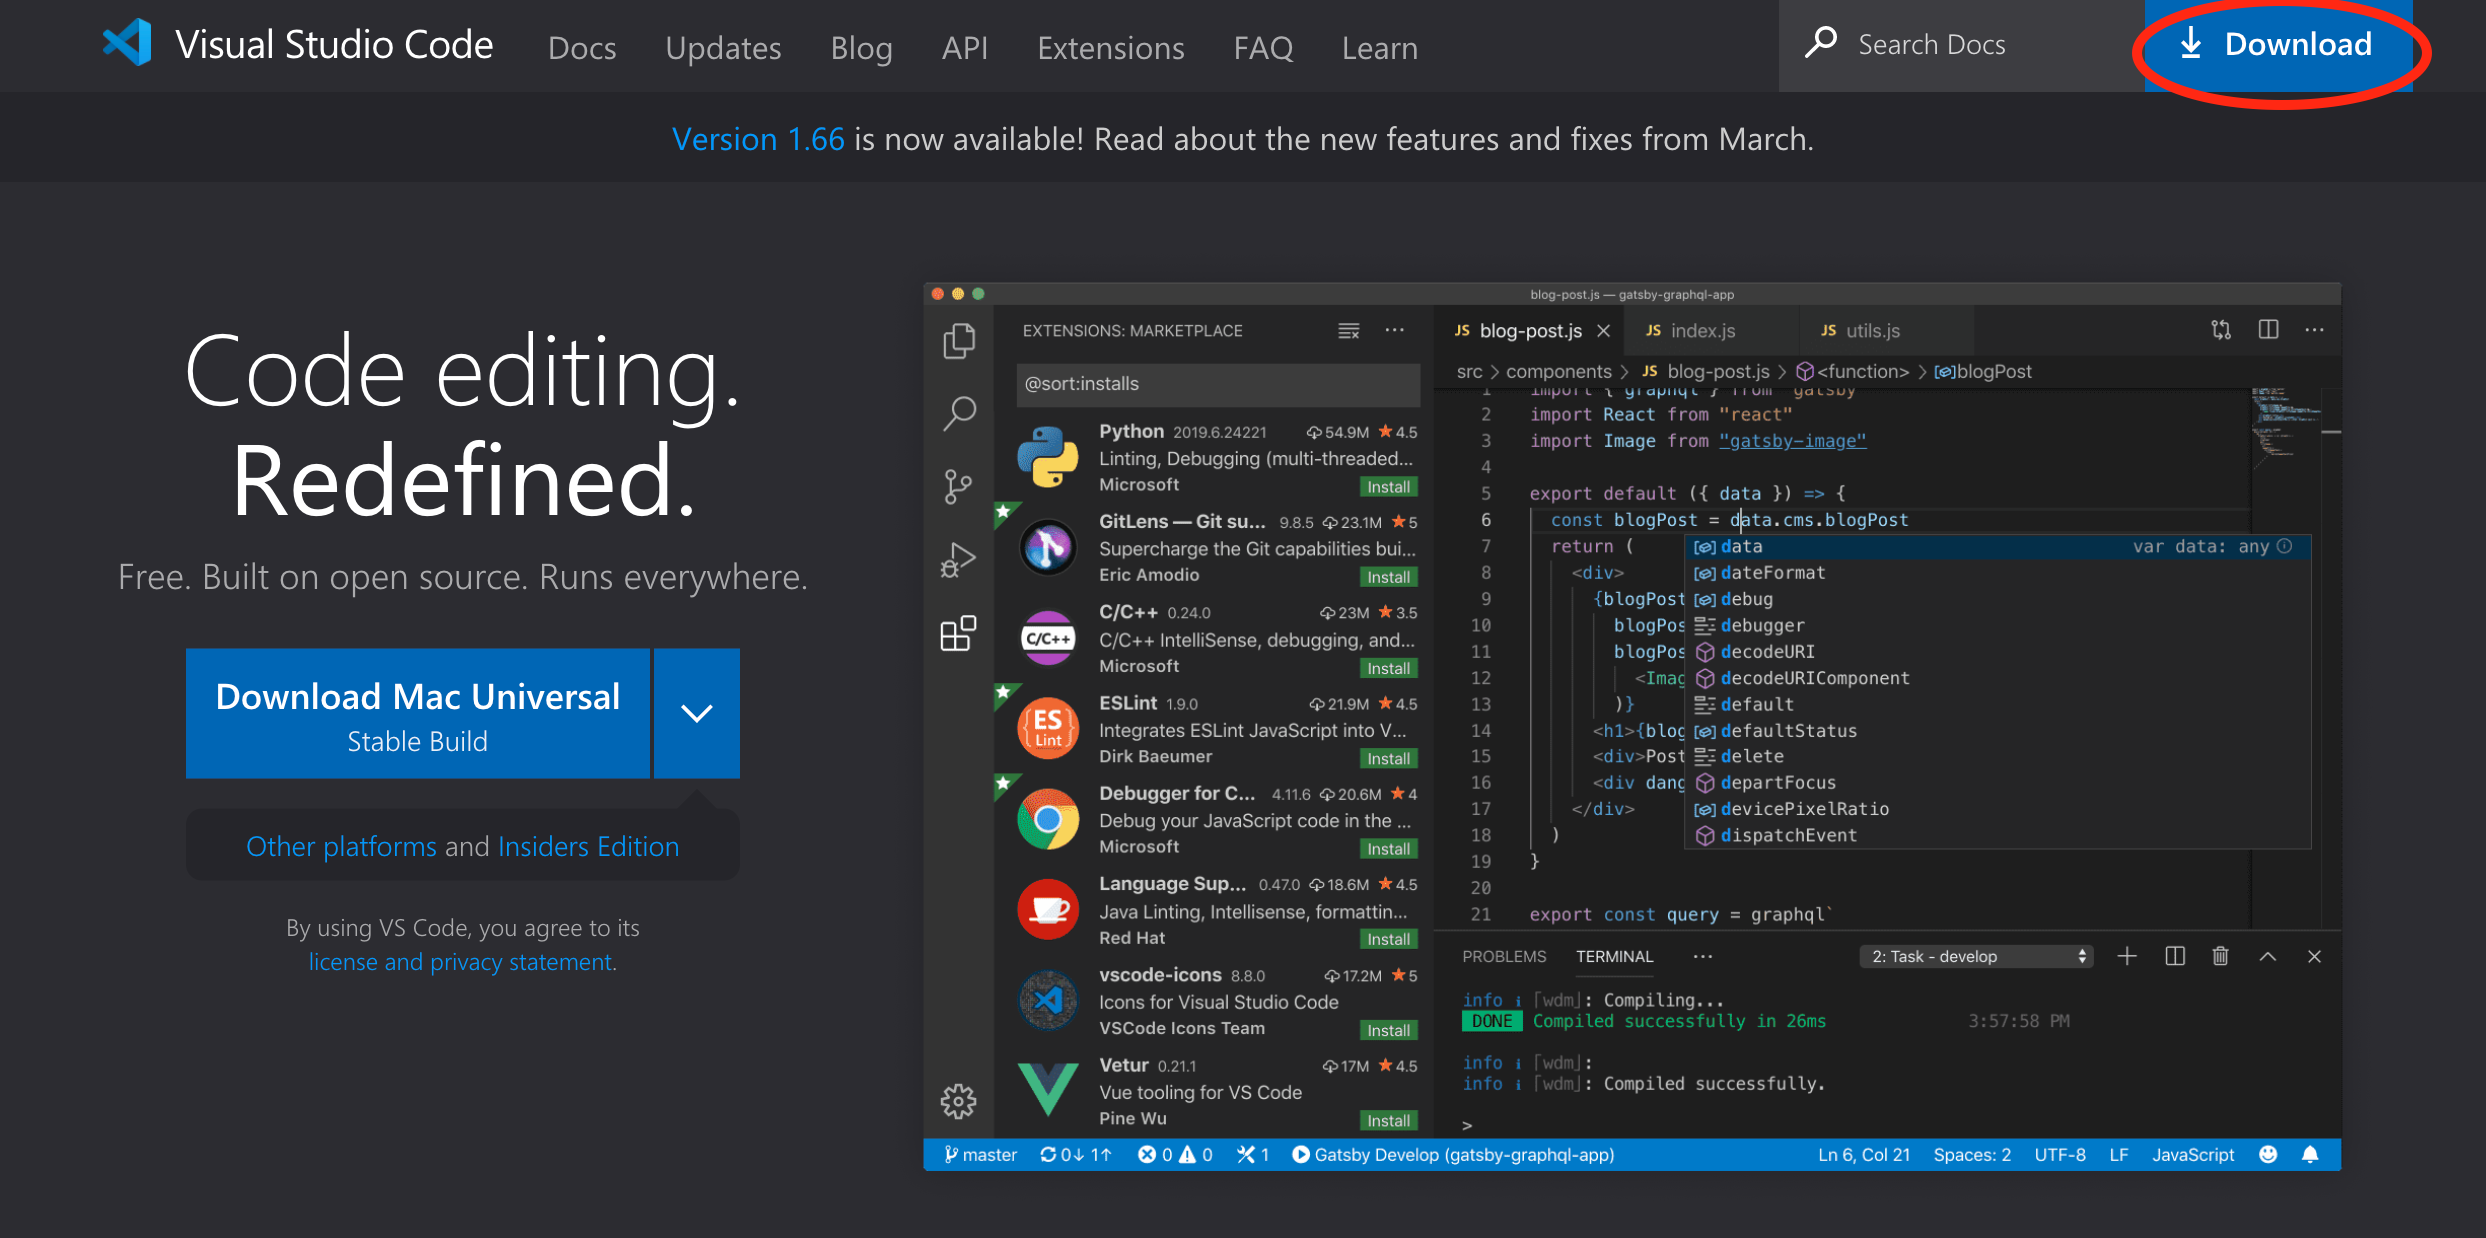 Visual Studio Code Docs Updates Blog API Extensions FAQ Learn Search Docs Download
Version 1.66 is now available! Read about the new features and fixes from March.
Code editing.
Redefined.
Free. Built on open source. Runs everywhere.
Download Mac Universal
Stable Build
Other platforms and Insiders Edition
By using VS Code, you agree to its
license and privacy statement.
blog-post.js — gatsby-graphql-app
EXTENSIONS: MARKETPLACE
@sort:installs
Python 2019.6.24221 54.9M 4.5
Linting, Debugging (multi-threaded...
Microsoft Install
GitLens — Git su... 9.8.5 23.1M 5
Supercharge the Git capabilities bui...
Eric Amodio Install
C/C++
C/C++ 0.24.0 23M 3.5
C/C++ IntelliSense, debugging, and...
Microsoft Install
ES
Lint
ESLint 1.9.0 21.9M 4.5
Integrates ESLint JavaScript into V...
Dirk Baeumer Install
Debugger for C... 4.11.6 20.6M 4
Debug your JavaScript code in the ...
Microsoft Install
Language Sup... 0.47.0 18.6M 4.5
Java Linting, Intellisense, formattin...
Red Hat Install
vscode-icons 8.8.0 17.2M 5
Icons for Visual Studio Code
VSCode Icons Team Install
Vetur 0.21.1 17M 4.5
Vue tooling for VS Code
Pine Wu Install
JS blog-post.js JS index.js JS utils.js
src > components > JS blog-post.js > <function> > blogPost
1 import { graphql } from "gatsby"
2 import React from "react"
3 import Image from "gatsby-image"
4
5 export default ({ data }) => {
6 const blogPost = data.cms.blogPost
7 return (
8 <div>
9 {blogPost
10 blogPos
11 blogPos
12 <Imag
13 )}
14 <h1>{blog
15 <div>Post
16 <div dang
17 </div>
18 )
19 }
20
21 export const query = graphql`
data var data: any
dateFormat
debug
debugger
decodeURI
decodeURIComponent
default
defaultStatus
delete
departFocus
devicePixelRatio
dispatchEvent
PROBLEMS TERMINAL ... 2: Task - develop
info i ｢wdm｣: Compiling...
DONE Compiled successfully in 26ms 3:57:58 PM
info i ｢wdm｣:
info i ｢wdm｣: Compiled successfully.
>
master 0↓ 1↑ 0 0 1 Gatsby Develop (gatsby-graphql-app) Ln 6, Col 21 Spaces: 2 UTF-8 LF JavaScript